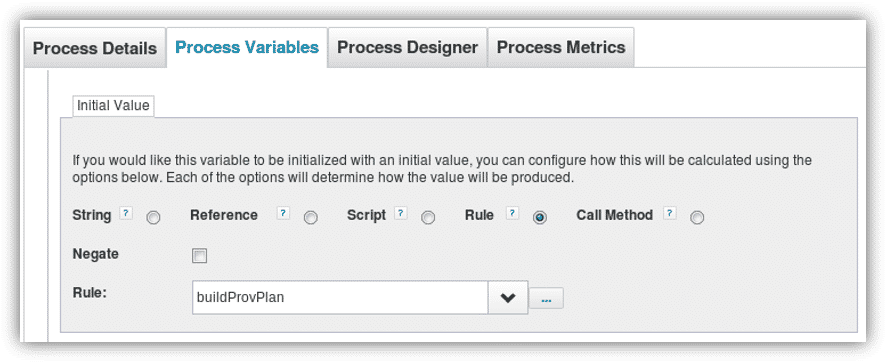 Process Details Process Variables Process Designer Process Metrics
Initial Value
If you would like this variable to be initialized with an initial value, you can configure how this will be calculated using the
options below. Each of the options will determine how the value will be produced.
String ? Reference ? Script ? Rule ? Call Method ?
Negate
Rule: buildProvPlan ...